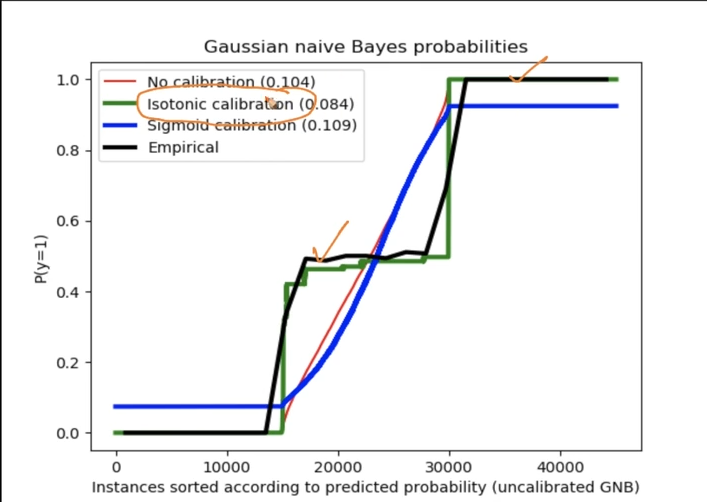 Gaussian naive Bayes probabilities
No calibration (0.104)
Isotonic calibration (0.084)
Sigmoid calibration (0.109)
Empirical
P(y=1)
1.0
0.8
0.6
0.4
0.2
0.0
0 10000 20000 30000 40000
Instances sorted according to predicted probability (uncalibrated GNB)